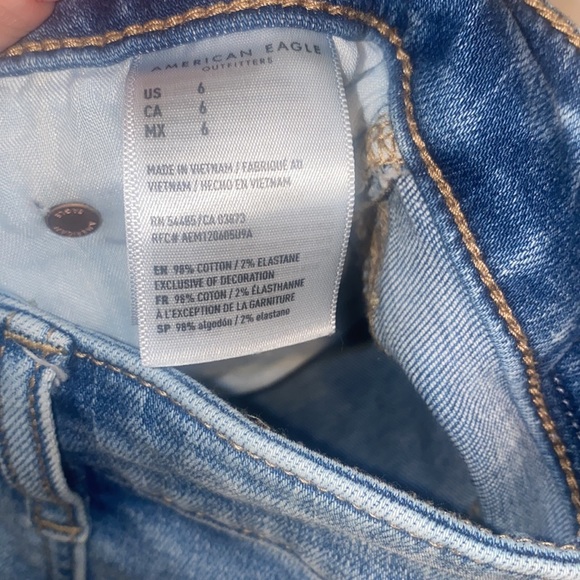 AMERICAN EAGLE
OUTFITTERS
US 6
CA 6
MX 6
MADE IN VIETNAM / FABRIQUÉ AU
VIETNAM / HECHO EN VIETNAM
RN 54485/CA 03873
RFC# AEM120605U9A
EN 98% COTTON / 2% ELASTANE
EXCLUSIVE OF DECORATION
FR 98% COTON / 2% ÉLASTHANNE
À L'EXCEPTION DE LA GARNITURE
SP 98% algodón / 2% elastano